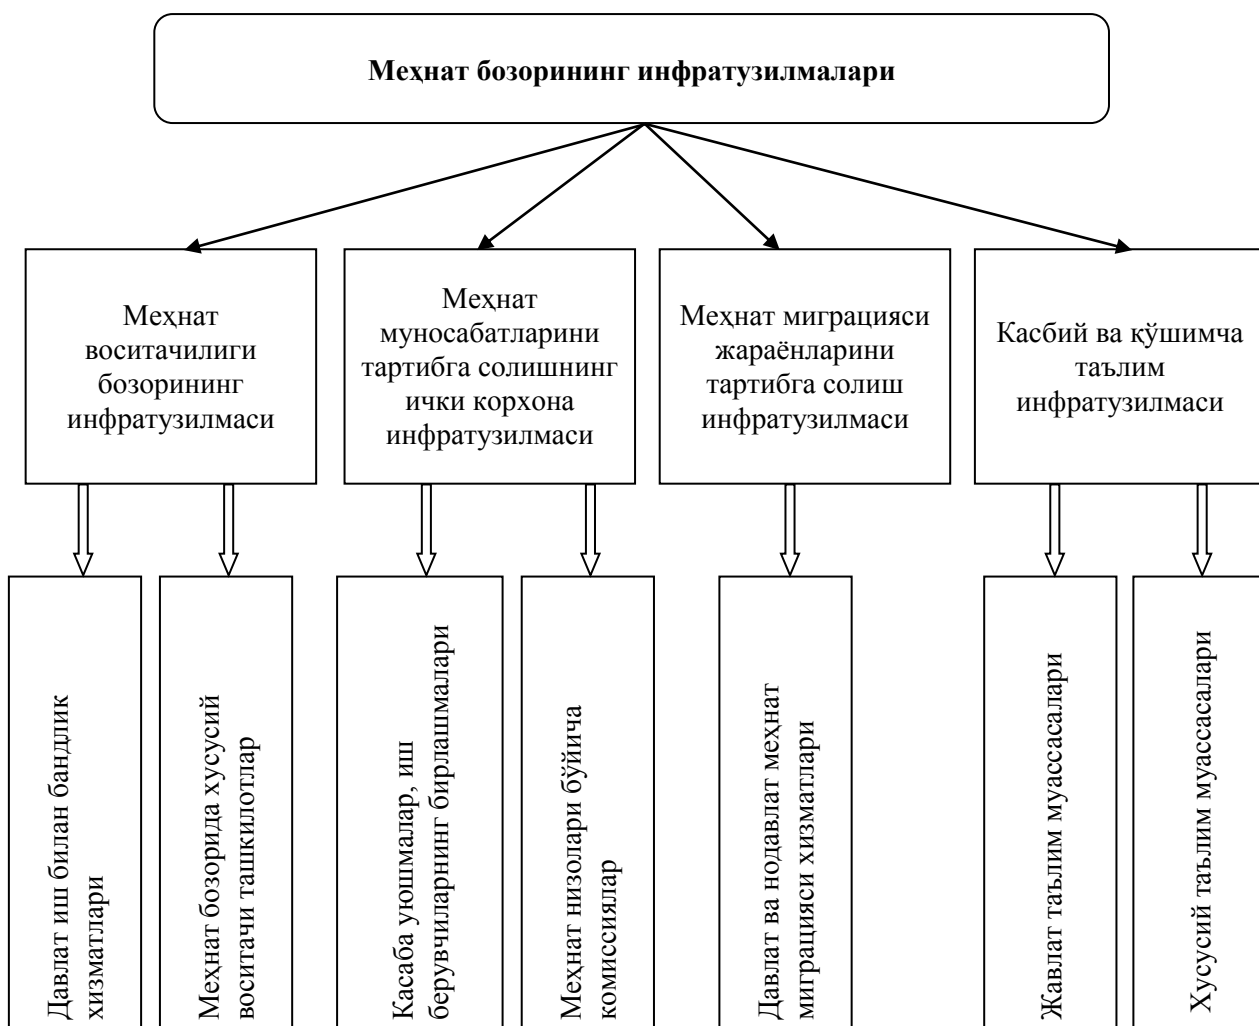 Меҳнат бозорининг инфратузилмалари
Меҳнат
воситачилиги
бозорининг
инфратузилмаси
Меҳнат
муносабатларини
тартибга солишнинг
ички корхона
инфратузилмаси
Меҳнат миграцияси
жараёнларини
тартибга солиш
инфратузилмаси
Касбий ва қўшимча
таълим
инфратузилмаси
Давлат иш билан бандлик
хизматлари
Меҳнат бозорида хусусий
воситачи ташкилотлар
Касаба уюшмалар, иш
берувчиларнинг бирлашмалари
Меҳнат низолари бўйича
комиссиялар
Давлат ва нодавлат меҳнат
миграцияси хизматлари
Жавлат таълим муассасалари
Хусусий таълим муассасалари